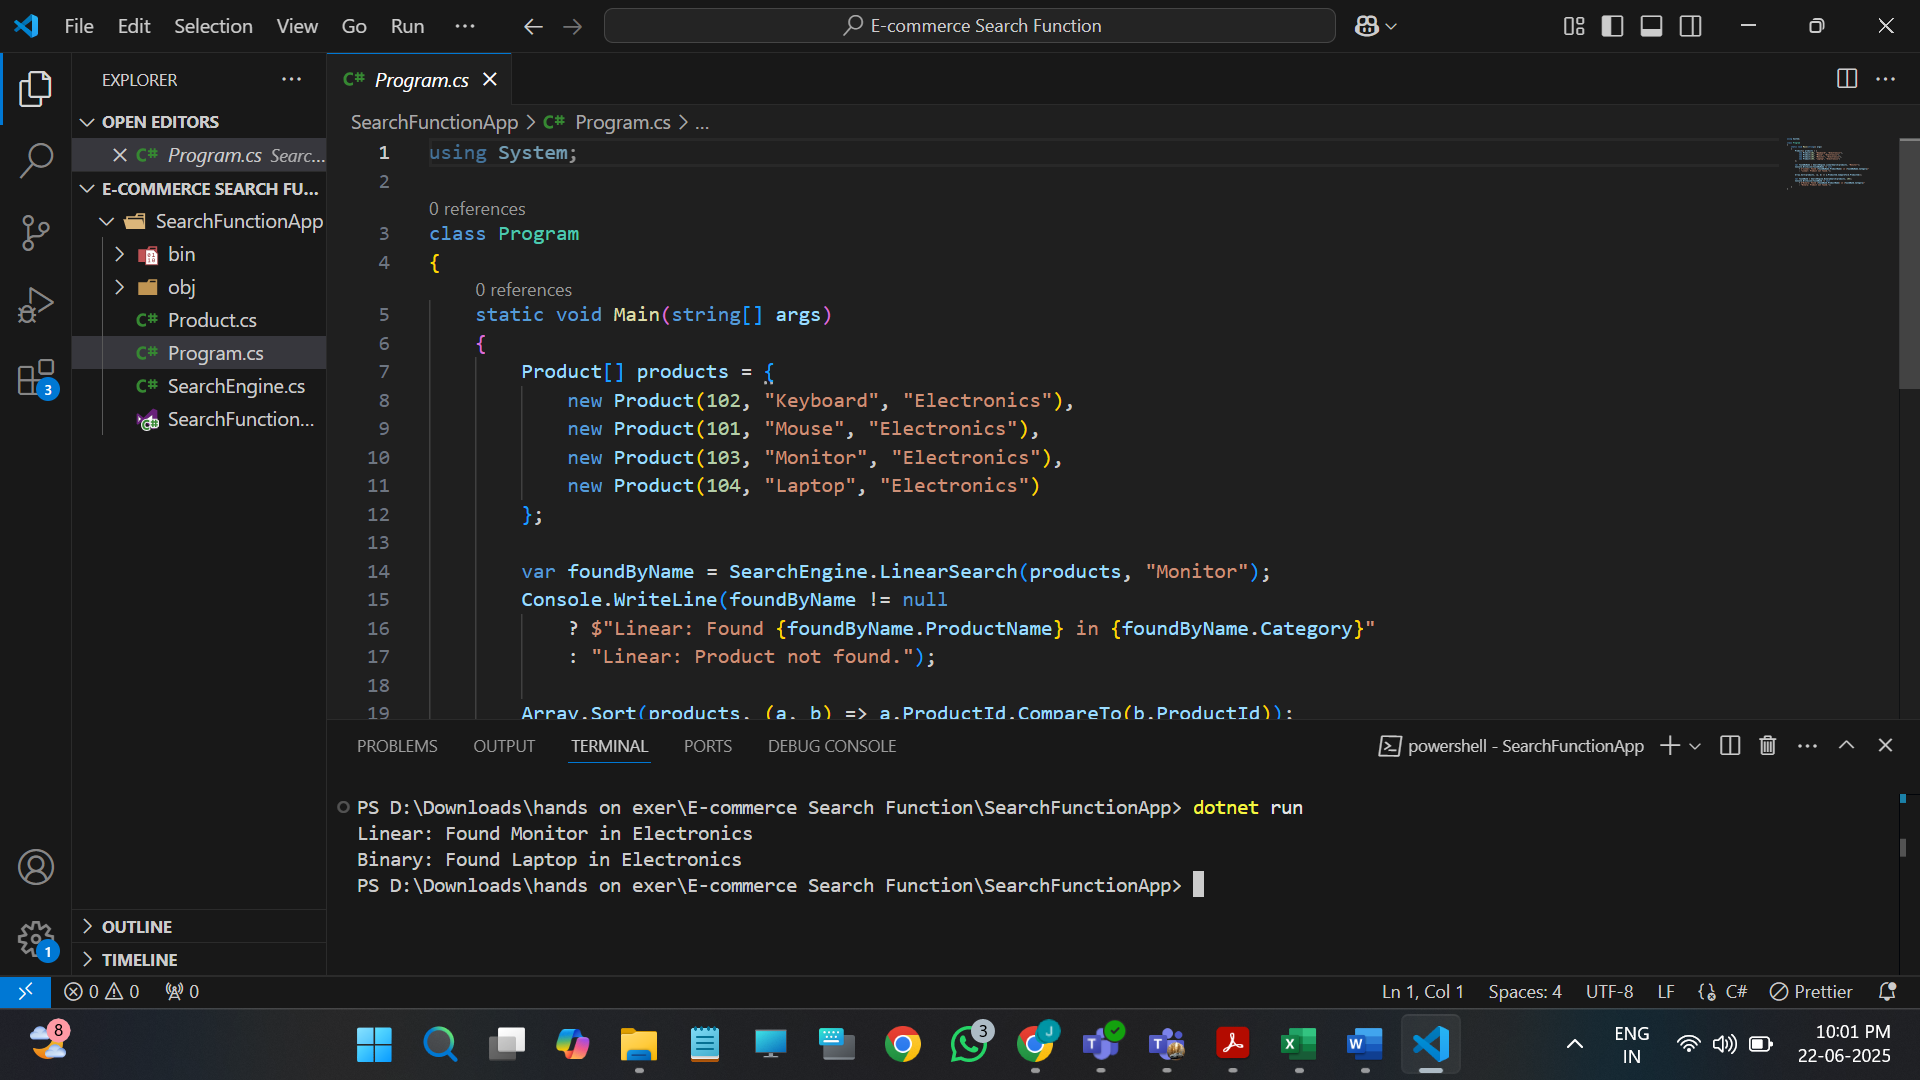 File Edit Selection View Go Run ...
E-commerce Search Function
EXPLORER
OPEN EDITORS
C# Program.cs Searc...
E-COMMERCE SEARCH FU...
SearchFunctionApp
bin
obj
C# Product.cs
C# Program.cs
C# SearchEngine.cs
SearchFunction...
OUTLINE
TIMELINE
C# Program.cs
SearchFunctionApp > C# Program.cs > ...
1 using System;
2
0 references
3 class Program
4 {
0 references
5 static void Main(string[] args)
6 {
7 Product[] products = {
8 new Product(102, "Keyboard", "Electronics"),
9 new Product(101, "Mouse", "Electronics"),
10 new Product(103, "Monitor", "Electronics"),
11 new Product(104, "Laptop", "Electronics")
12 };
13
14 var foundByName = SearchEngine.LinearSearch(products, "Monitor");
15 Console.WriteLine(foundByName != null
16 ? $"Linear: Found {foundByName.ProductName} in {foundByName.Category}"
17 : "Linear: Product not found.");
18
19 Array.Sort(products, (a, b) => a.ProductId.CompareTo(b.ProductId));
PROBLEMS OUTPUT TERMINAL PORTS DEBUG CONSOLE
powershell - SearchFunctionApp
PS D:\Downloads\hands on exer\E-commerce Search Function\SearchFunctionApp> dotnet run
Linear: Found Monitor in Electronics
Binary: Found Laptop in Electronics
PS D:\Downloads\hands on exer\E-commerce Search Function\SearchFunctionApp>
3
1
0 0 0
Ln 1, Col 1 Spaces: 4 UTF-8 LF C# Prettier
8
3
J
ENG
IN
10:01 PM
22-06-2025